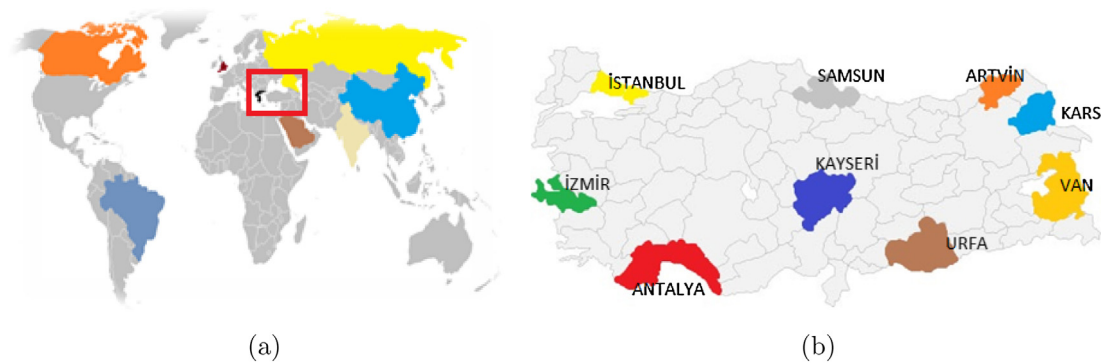 İSTANBUL
SAMSUN
ARTVİN
KARS
KAYSERİ
İZMİR
VAN
URFA
ANTALYA
(a)
(b)